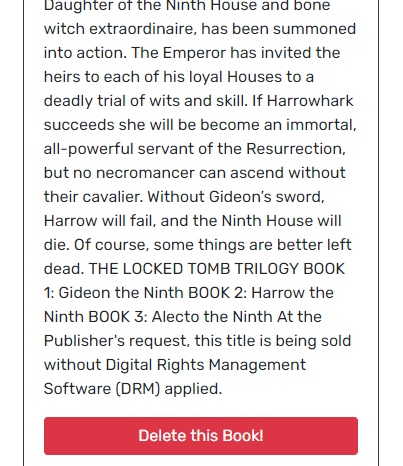 Daughter of the Ninth House and bone
witch extraordinaire, has been summoned
into action. The Emperor has invited the
heirs to each of his loyal Houses to a
deadly trial of wits and skill. If Harrowhark
succeeds she will be become an immortal,
all-powerful servant of the Resurrection,
but no necromancer can ascend without
their cavalier. Without Gideon’s sword,
Harrow will fail, and the Ninth House will
die. Of course, some things are better left
dead. THE LOCKED TOMB TRILOGY BOOK
1: Gideon the Ninth BOOK 2: Harrow the
Ninth BOOK 3: Alecto the Ninth At the
Publisher's request, this title is being sold
without Digital Rights Management
Software (DRM) applied.
Delete this Book!